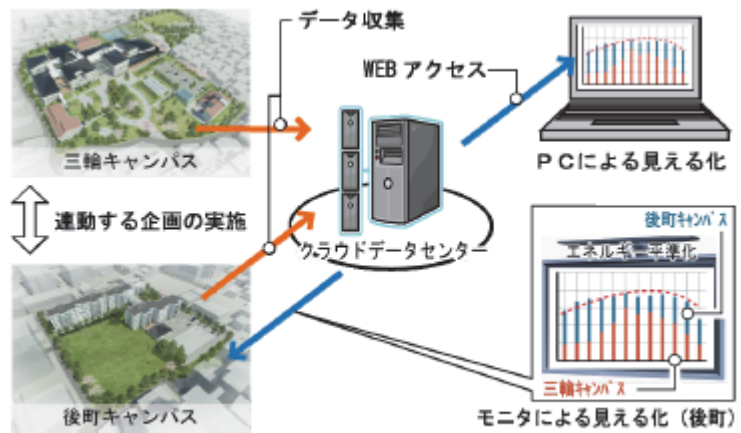 データ収集
WEB アクセス
三輪キャンパス
PCによる見える化
連動する企画の実施
クラウドデータセンター
後町キャンパス
エネルギー平準化
三輪キャンパス
後町キャンパス
モニタによる見える化(後町)